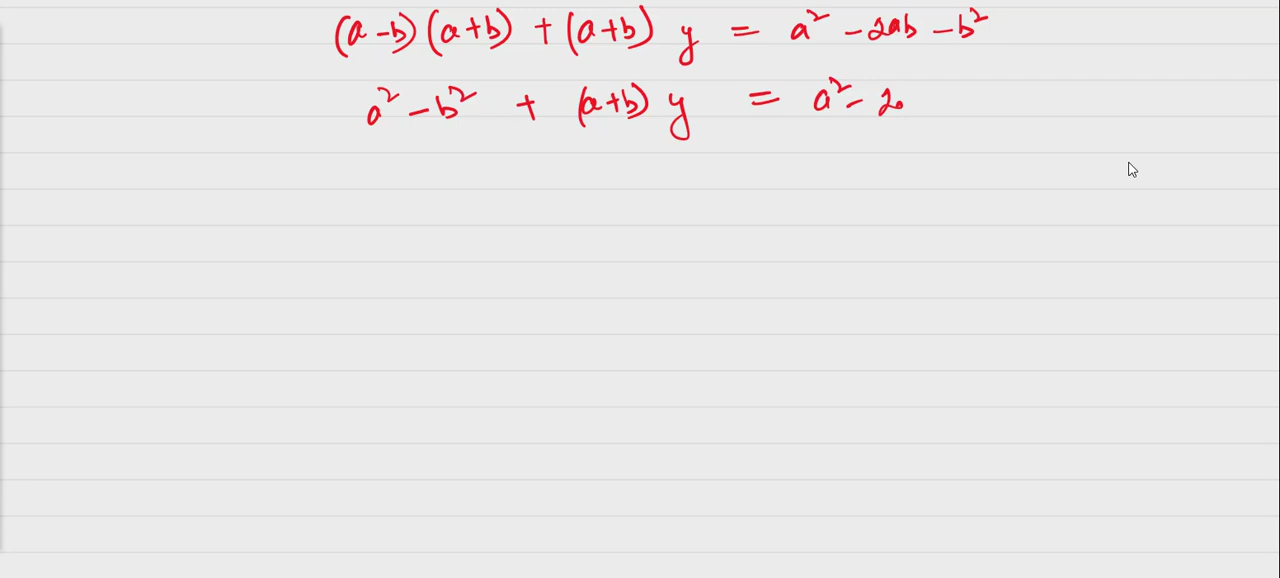 (a-b)(a+b) + (a+b) y = a² - 2ab - b²
a² - b² + (a+b) y = a² - 2